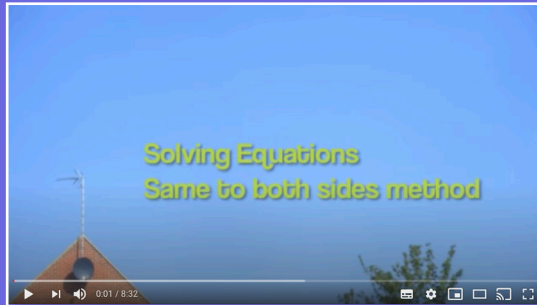 Solving Equations
Same to both sides method
0:01 / 8:32